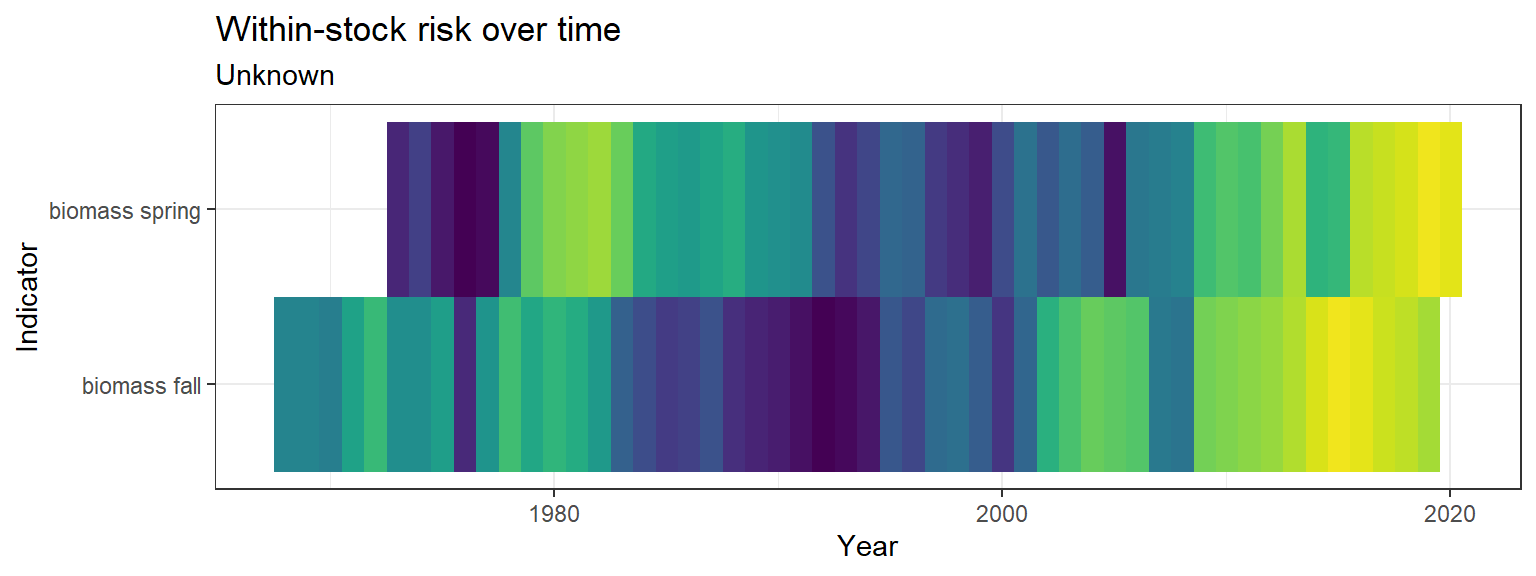 Within-stock risk over time
Unknown
Indicator
biomass spring
biomass fall
1980
2000
2020
Year